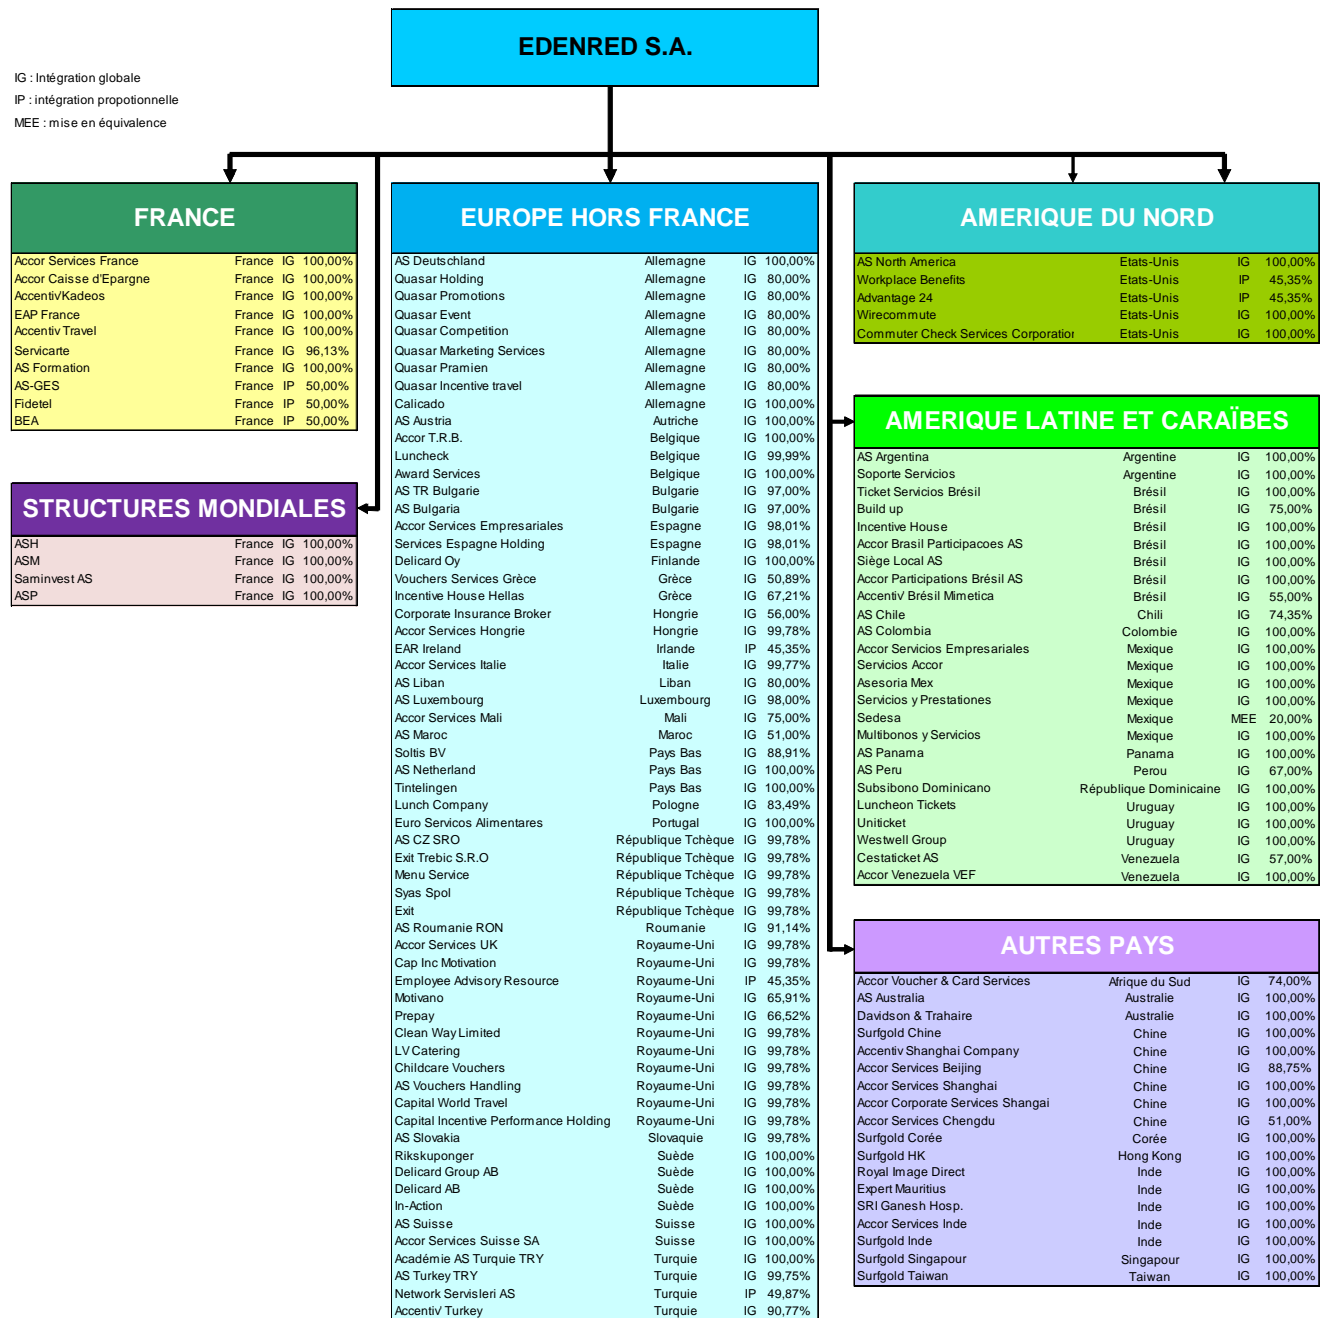 EDENRED S.A.
IG : Intégration globale
IP : intégration propotionnelle
MEE : mise en équivalence
FRANCE
Accor Services France France IG 100,00%
Accor Caisse d'Epargne France IG 100,00%
Accentiv'Kadeos France IG 100,00%
EAP France France IG 100,00%
Accentiv Travel France IG 100,00%
Servicarte France IG 96,13%
AS Formation France IG 100,00%
AS-GES France IP 50,00%
Fidetel France IP 50,00%
BEA France IP 50,00%
STRUCTURES MONDIALES
ASH France IG 100,00%
ASM France IG 100,00%
Saminvest AS France IG 100,00%
ASP France IG 100,00%
EUROPE HORS FRANCE
AS Deutschland Allemagne IG 100,00%
Quasar Holding Allemagne IG 80,00%
Quasar Promotions Allemagne IG 80,00%
Quasar Event Allemagne IG 80,00%
Quasar Competition Allemagne IG 80,00%
Quasar Marketing Services Allemagne IG 80,00%
Quasar Pramien Allemagne IG 80,00%
Quasar Incentive travel Allemagne IG 80,00%
Calicado Allemagne IG 100,00%
AS Austria Autriche IG 100,00%
Accor T.R.B. Belgique IG 100,00%
Luncheck Belgique IG 99,99%
Award Services Belgique IG 100,00%
AS TR Bulgarie Bulgarie IG 97,00%
AS Bulgaria Bulgarie IG 97,00%
Accor Services Empresariales Espagne IG 98,01%
Services Espagne Holding Espagne IG 98,01%
Delicard Oy Finlande IG 100,00%
Vouchers Services Grèce Grèce IG 50,89%
Incentive House Hellas Grèce IG 67,21%
Corporate Insurance Broker Hongrie IG 56,00%
Accor Services Hongrie Hongrie IG 99,78%
EAR Ireland Irlande IP 45,35%
Accor Services Italie Italie IG 99,77%
AS Liban Liban IG 80,00%
AS Luxembourg Luxembourg IG 98,00%
Accor Services Mali Mali IG 75,00%
AS Maroc Maroc IG 51,00%
Soltis BV Pays Bas IG 88,91%
AS Netherland Pays Bas IG 100,00%
Tintelingen Pays Bas IG 100,00%
Lunch Company Pologne IG 83,49%
Euro Servicos Alimentares Portugal IG 100,00%
AS CZ SRO République Tchèque IG 99,78%
Exit Trebic S.R.O République Tchèque IG 99,78%
Menu Service République Tchèque IG 99,78%
Syas Spol République Tchèque IG 99,78%
Exit République Tchèque IG 99,78%
AS Roumanie RON Roumanie IG 91,14%
Accor Services UK Royaume-Uni IG 99,78%
Cap Inc Motivation Royaume-Uni IG 99,78%
Employee Advisory Resource Royaume-Uni IP 45,35%
Motivano Royaume-Uni IG 65,91%
Prepay Royaume-Uni IG 66,52%
Clean Way Limited Royaume-Uni IG 99,78%
LV Catering Royaume-Uni IG 99,78%
Childcare Vouchers Royaume-Uni IG 99,78%
AS Vouchers Handling Royaume-Uni IG 99,78%
Capital World Travel Royaume-Uni IG 99,78%
Capital Incentive Performance Holding Royaume-Uni IG 99,78%
AS Slovakia Slovaquie IG 99,78%
Rikskuponger Suède IG 100,00%
Delicard Group AB Suède IG 100,00%
Delicard AB Suède IG 100,00%
In-Action Suède IG 100,00%
AS Suisse Suisse IG 100,00%
Accor Services Suisse SA Suisse IG 100,00%
Académie AS Turquie TRY Turquie IG 100,00%
AS Turkey TRY Turquie IG 99,75%
Network Servisleri AS Turquie IP 49,87%
Accentiv' Turkey Turquie IG 90,77%
AMERIQUE DU NORD
AS North America Etats-Unis IG 100,00%
Workplace Benefits Etats-Unis IP 45,35%
Advantage 24 Etats-Unis IP 45,35%
Wirecommute Etats-Unis IG 100,00%
Commuter Check Services Corporation Etats-Unis IG 100,00%
AMERIQUE LATINE ET CARAÏBES
AS Argentina Argentine IG 100,00%
Soporte Servicios Argentine IG 100,00%
Ticket Servicios Brésil Brésil IG 100,00%
Build up Brésil IG 75,00%
Incentive House Brésil IG 100,00%
Accor Brasil Participacoes AS Brésil IG 100,00%
Siège Local AS Brésil IG 100,00%
Accor Participations Brésil AS Brésil IG 100,00%
Accentiv' Brésil Mimetica Brésil IG 55,00%
AS Chile Chili IG 74,35%
AS Colombia Colombie IG 100,00%
Accor Servicios Empresariales Mexique IG 100,00%
Servicios Accor Mexique IG 100,00%
Asesoria Mex Mexique IG 100,00%
Servicios y Prestationes Mexique IG 100,00%
Sedesa Mexique MEE 20,00%
Multibonos y Servicios Mexique IG 100,00%
AS Panama Panama IG 100,00%
AS Peru Perou IG 67,00%
Subsibono Dominicano République Dominicaine IG 100,00%
Luncheon Tickets Uruguay IG 100,00%
Uniticket Uruguay IG 100,00%
Westwell Group Uruguay IG 100,00%
Cestaticket AS Venezuela IG 57,00%
Accor Venezuela VEF Venezuela IG 100,00%
AUTRES PAYS
Accor Voucher & Card Services Afrique du Sud IG 74,00%
AS Australia Australie IG 100,00%
Davidson & Trahaire Australie IG 100,00%
Surfgold Chine Chine IG 100,00%
Accentiv Shanghai Company Chine IG 100,00%
Accor Services Beijing Chine IG 88,75%
Accor Services Shanghai Chine IG 100,00%
Accor Corporate Services Shangai Chine IG 100,00%
Accor Services Chengdu Chine IG 51,00%
Surfgold Corée Corée IG 100,00%
Surfgold HK Hong Kong IG 100,00%
Royal Image Direct Inde IG 100,00%
Expert Mauritius Inde IG 100,00%
SRI Ganesh Hosp. Inde IG 100,00%
Accor Services Inde Inde IG 100,00%
Surfgold Inde Inde IG 100,00%
Surfgold Singapour Singapour IG 100,00%
Surfgold Taiwan Taiwan IG 100,00%